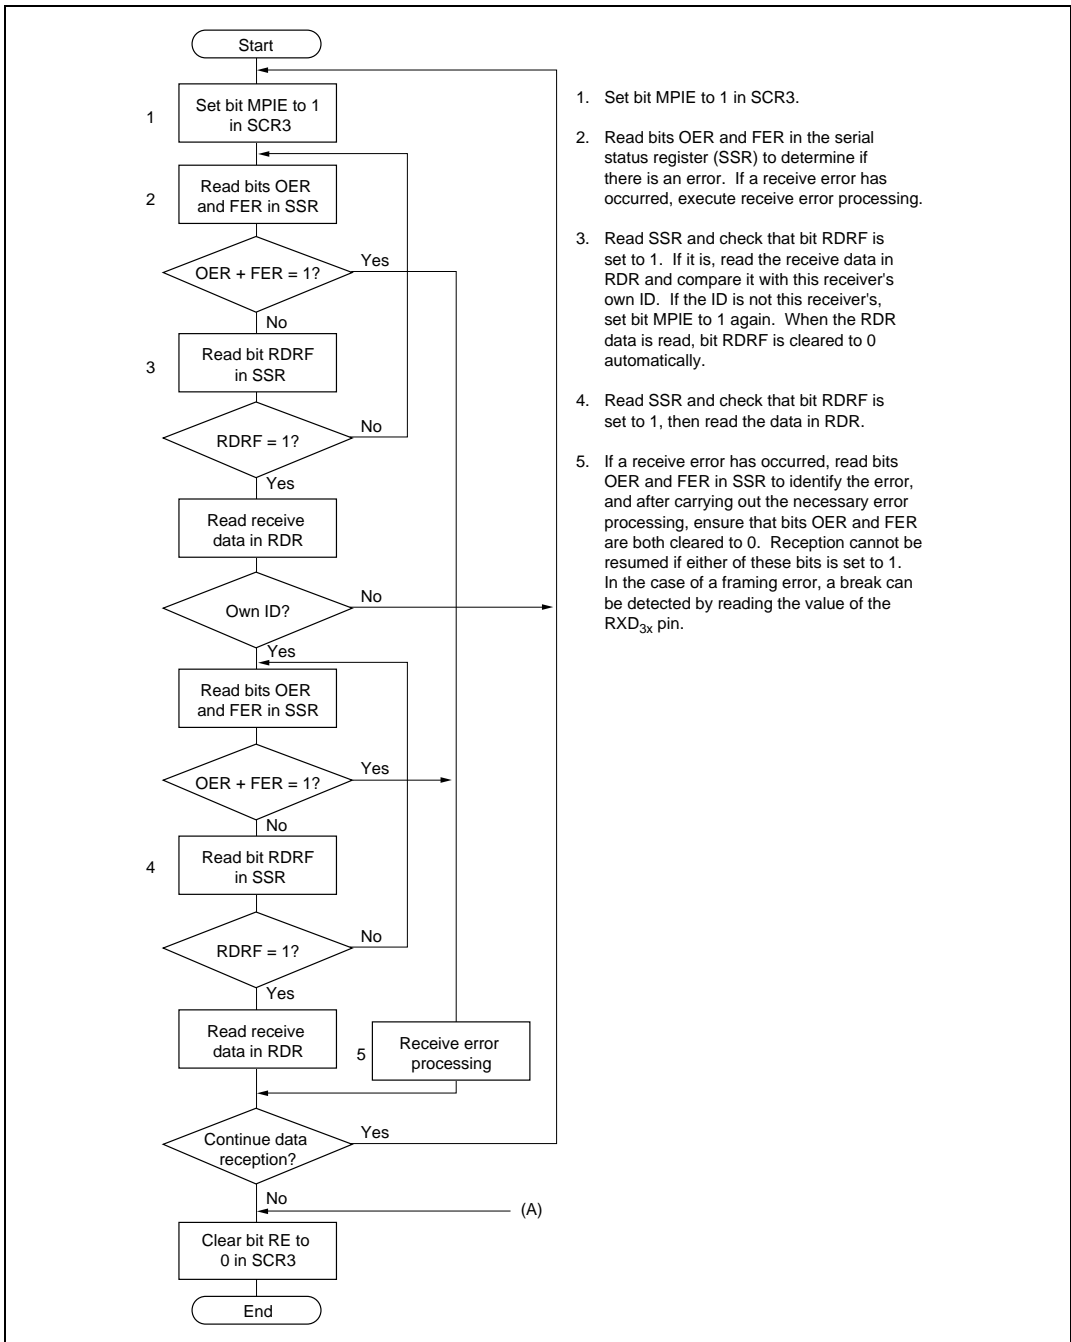 Start
1
Set bit MPIE to 1
in SCR3
2
Read bits OER
and FER in SSR
OER + FER = 1?
Yes
No
3
Read bit RDRF
in SSR
RDRF = 1?
No
Yes
Read receive
data in RDR
Own ID?
No
Yes
Read bits OER
and FER in SSR
OER + FER = 1?
Yes
No
4
Read bit RDRF
in SSR
RDRF = 1?
No
Yes
Read receive
data in RDR
5
Receive error
processing
Continue data
reception?
Yes
No
(A)
Clear bit RE to
0 in SCR3
End
1. Set bit MPIE to 1 in SCR3.
2. Read bits OER and FER in the serial
status register (SSR) to determine if
there is an error. If a receive error has
occurred, execute receive error processing.
3. Read SSR and check that bit RDRF is
set to 1. If it is, read the receive data in
RDR and compare it with this receiver's
own ID. If the ID is not this receiver's,
set bit MPIE to 1 again. When the RDR
data is read, bit RDRF is cleared to 0
automatically.
4. Read SSR and check that bit RDRF is
set to 1, then read the data in RDR.
5. If a receive error has occurred, read bits
OER and FER in SSR to identify the error,
and after carrying out the necessary error
processing, ensure that bits OER and FER
are both cleared to 0. Reception cannot be
resumed if either of these bits is set to 1.
In the case of a framing error, a break can
be detected by reading the value of the
RXD3x pin.